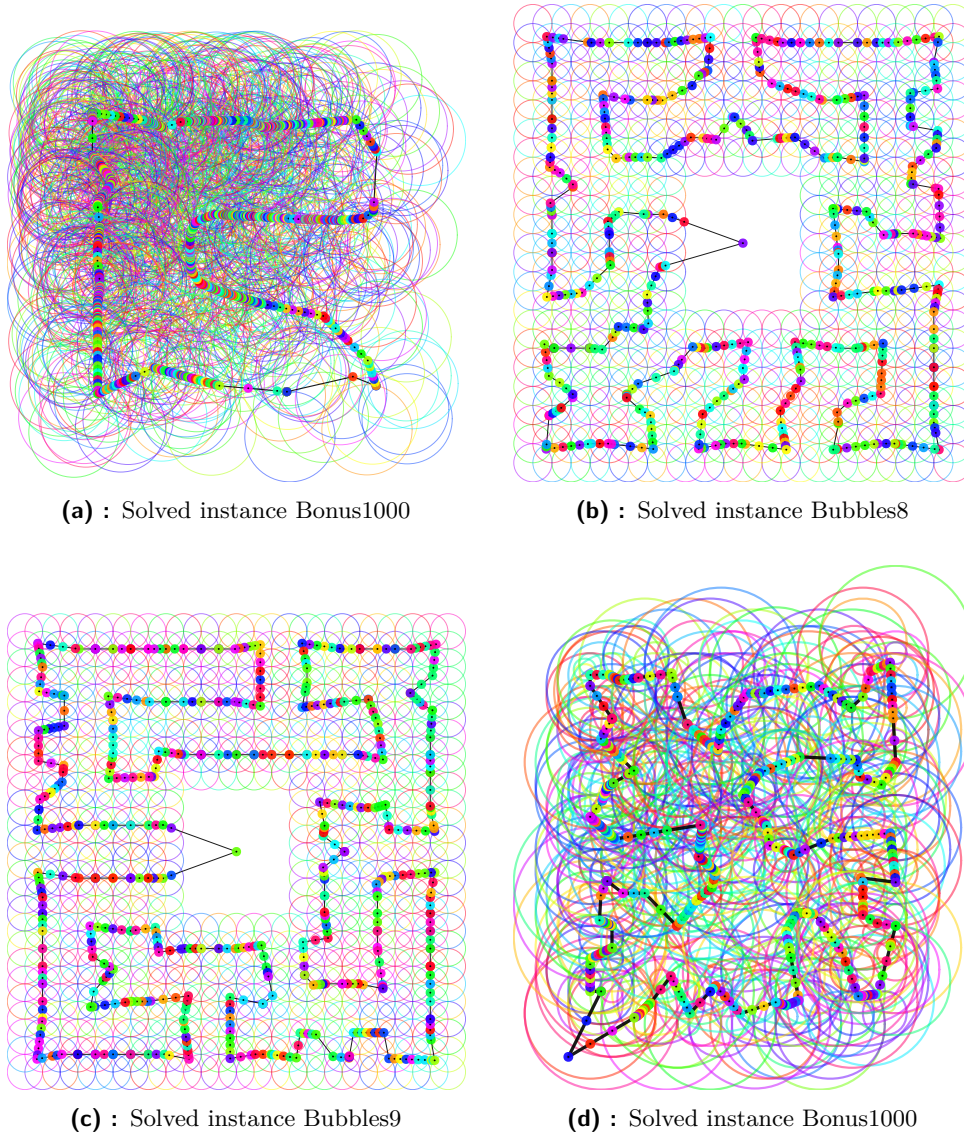 (a) : Solved instance Bonus1000
(b) : Solved instance Bubbles8
(c) : Solved instance Bubbles9
(d) : Solved instance Bonus1000